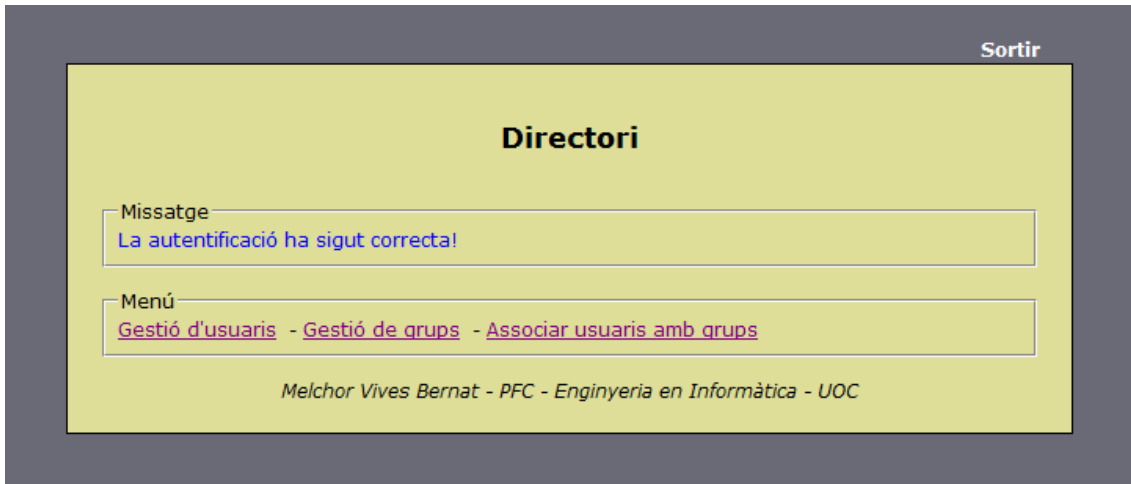 Sortir
Directori
Missatge
La autentificació ha sigut correcta!
Menú
Gestió d'usuaris - Gestió de grups - Associar usuaris amb grups
Melchor Vives Bernat - PFC - Enginyeria en Informàtica - UOC